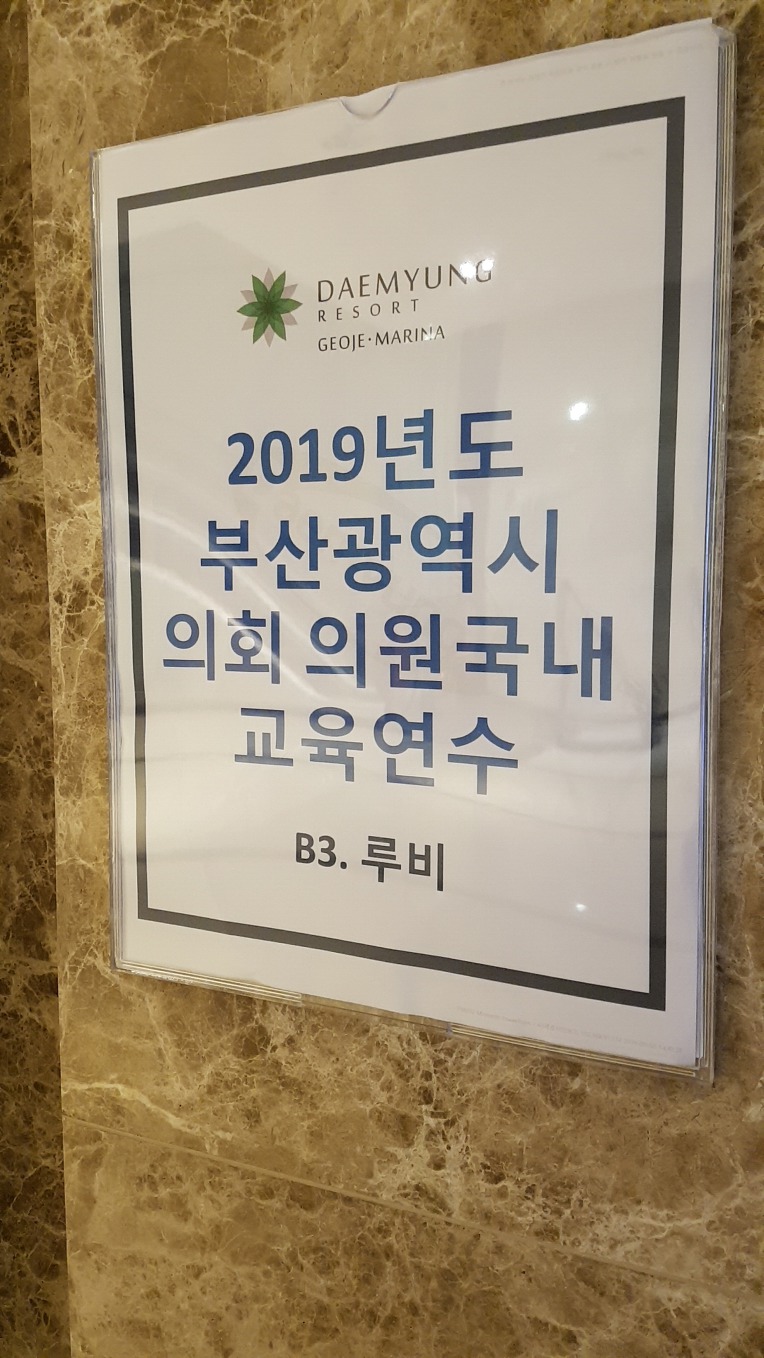 DAEMYUNG
RESORT
GEOJE·MARINA
2019년도
부산광역시
의회 의원국내
교육연수
B3. 루비